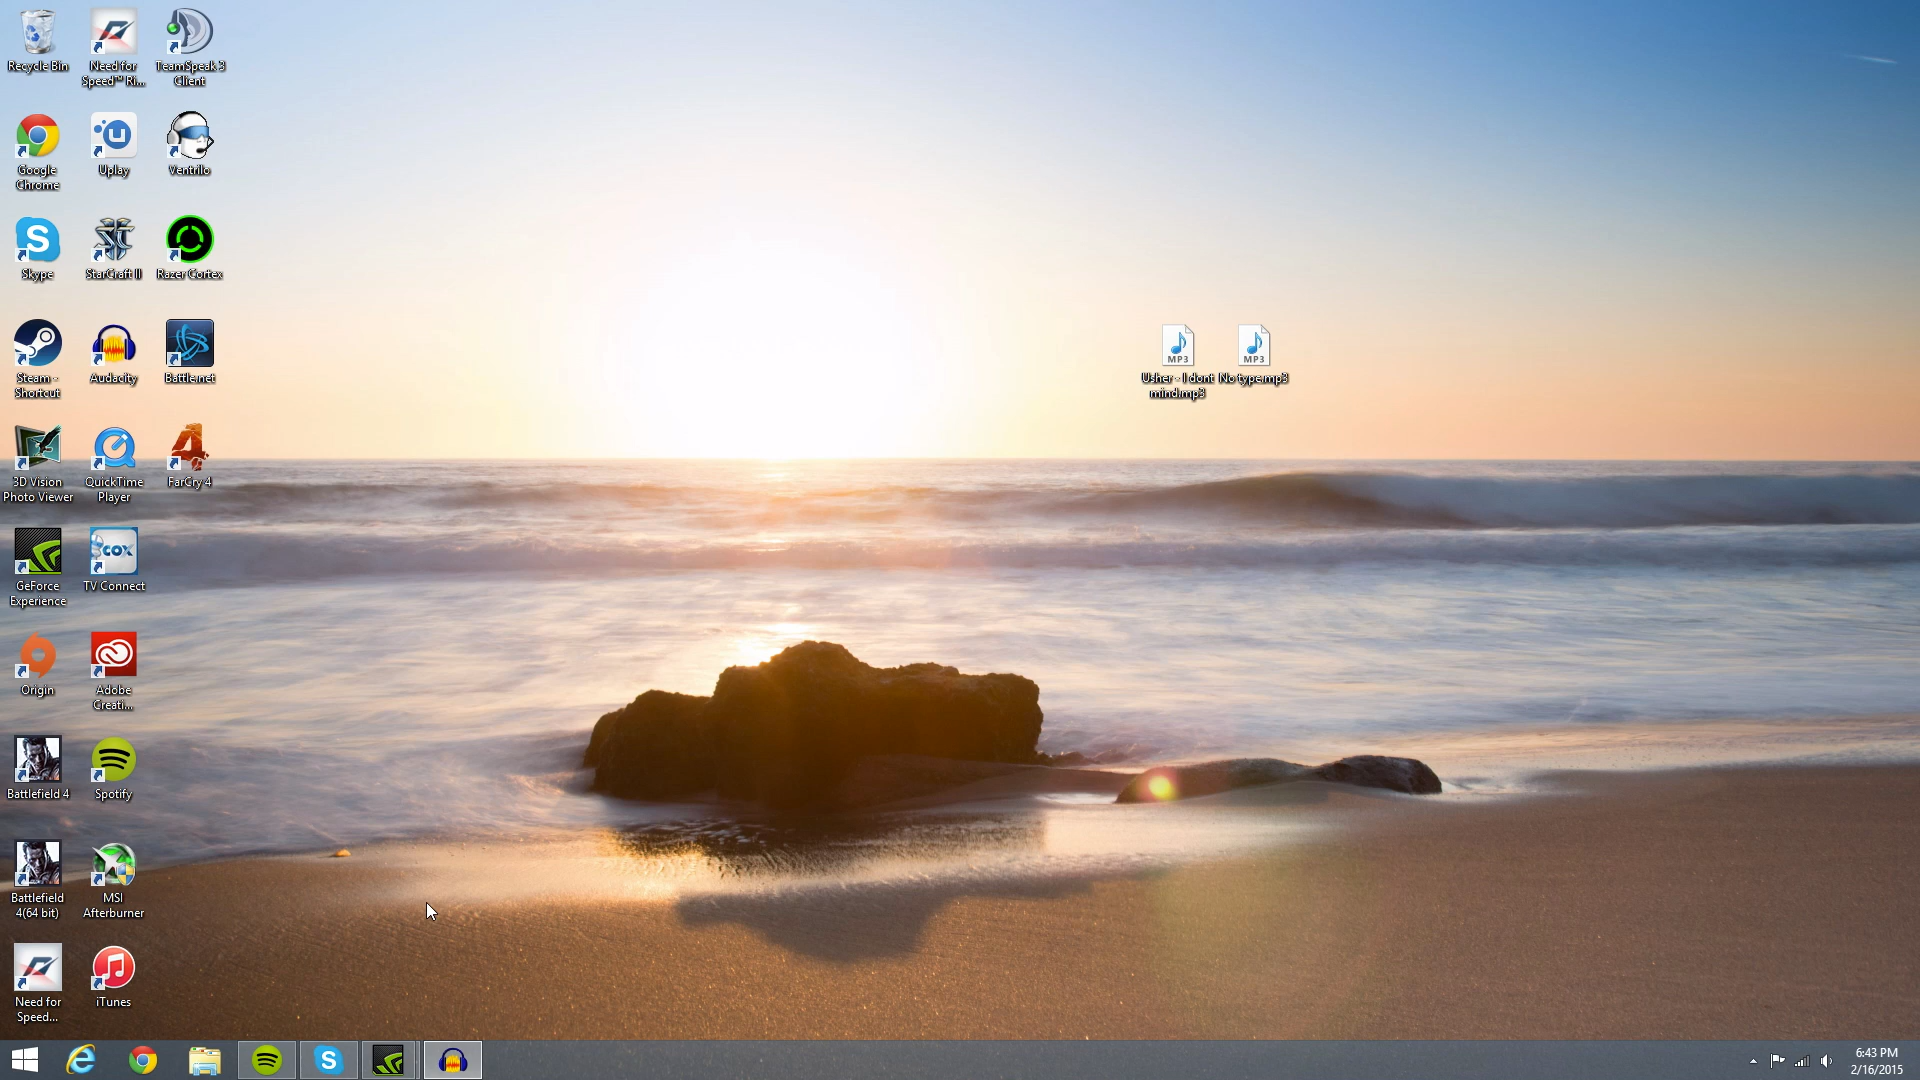 Recycle Bin
Need for
Speed™ Ri...
TeamSpeak 3
Client
Google
Chrome
Uplay
Ventrilo
Skype
StarCraft II
Razer Cortex
Steam -
Shortcut
Audacity
Battle.net
MP3
Usher - I dont
mind.mp3
MP3
No type.mp3
3D Vision
Photo Viewer
QuickTime
Player
FarCry 4
GeForce
Experience
COX
TV Connect
Origin
Adobe
Creati...
Battlefield 4
Spotify
Battlefield
4(64 bit)
MSI
Afterburner
Need for
Speed...
iTunes
6:43 PM
2/16/2015